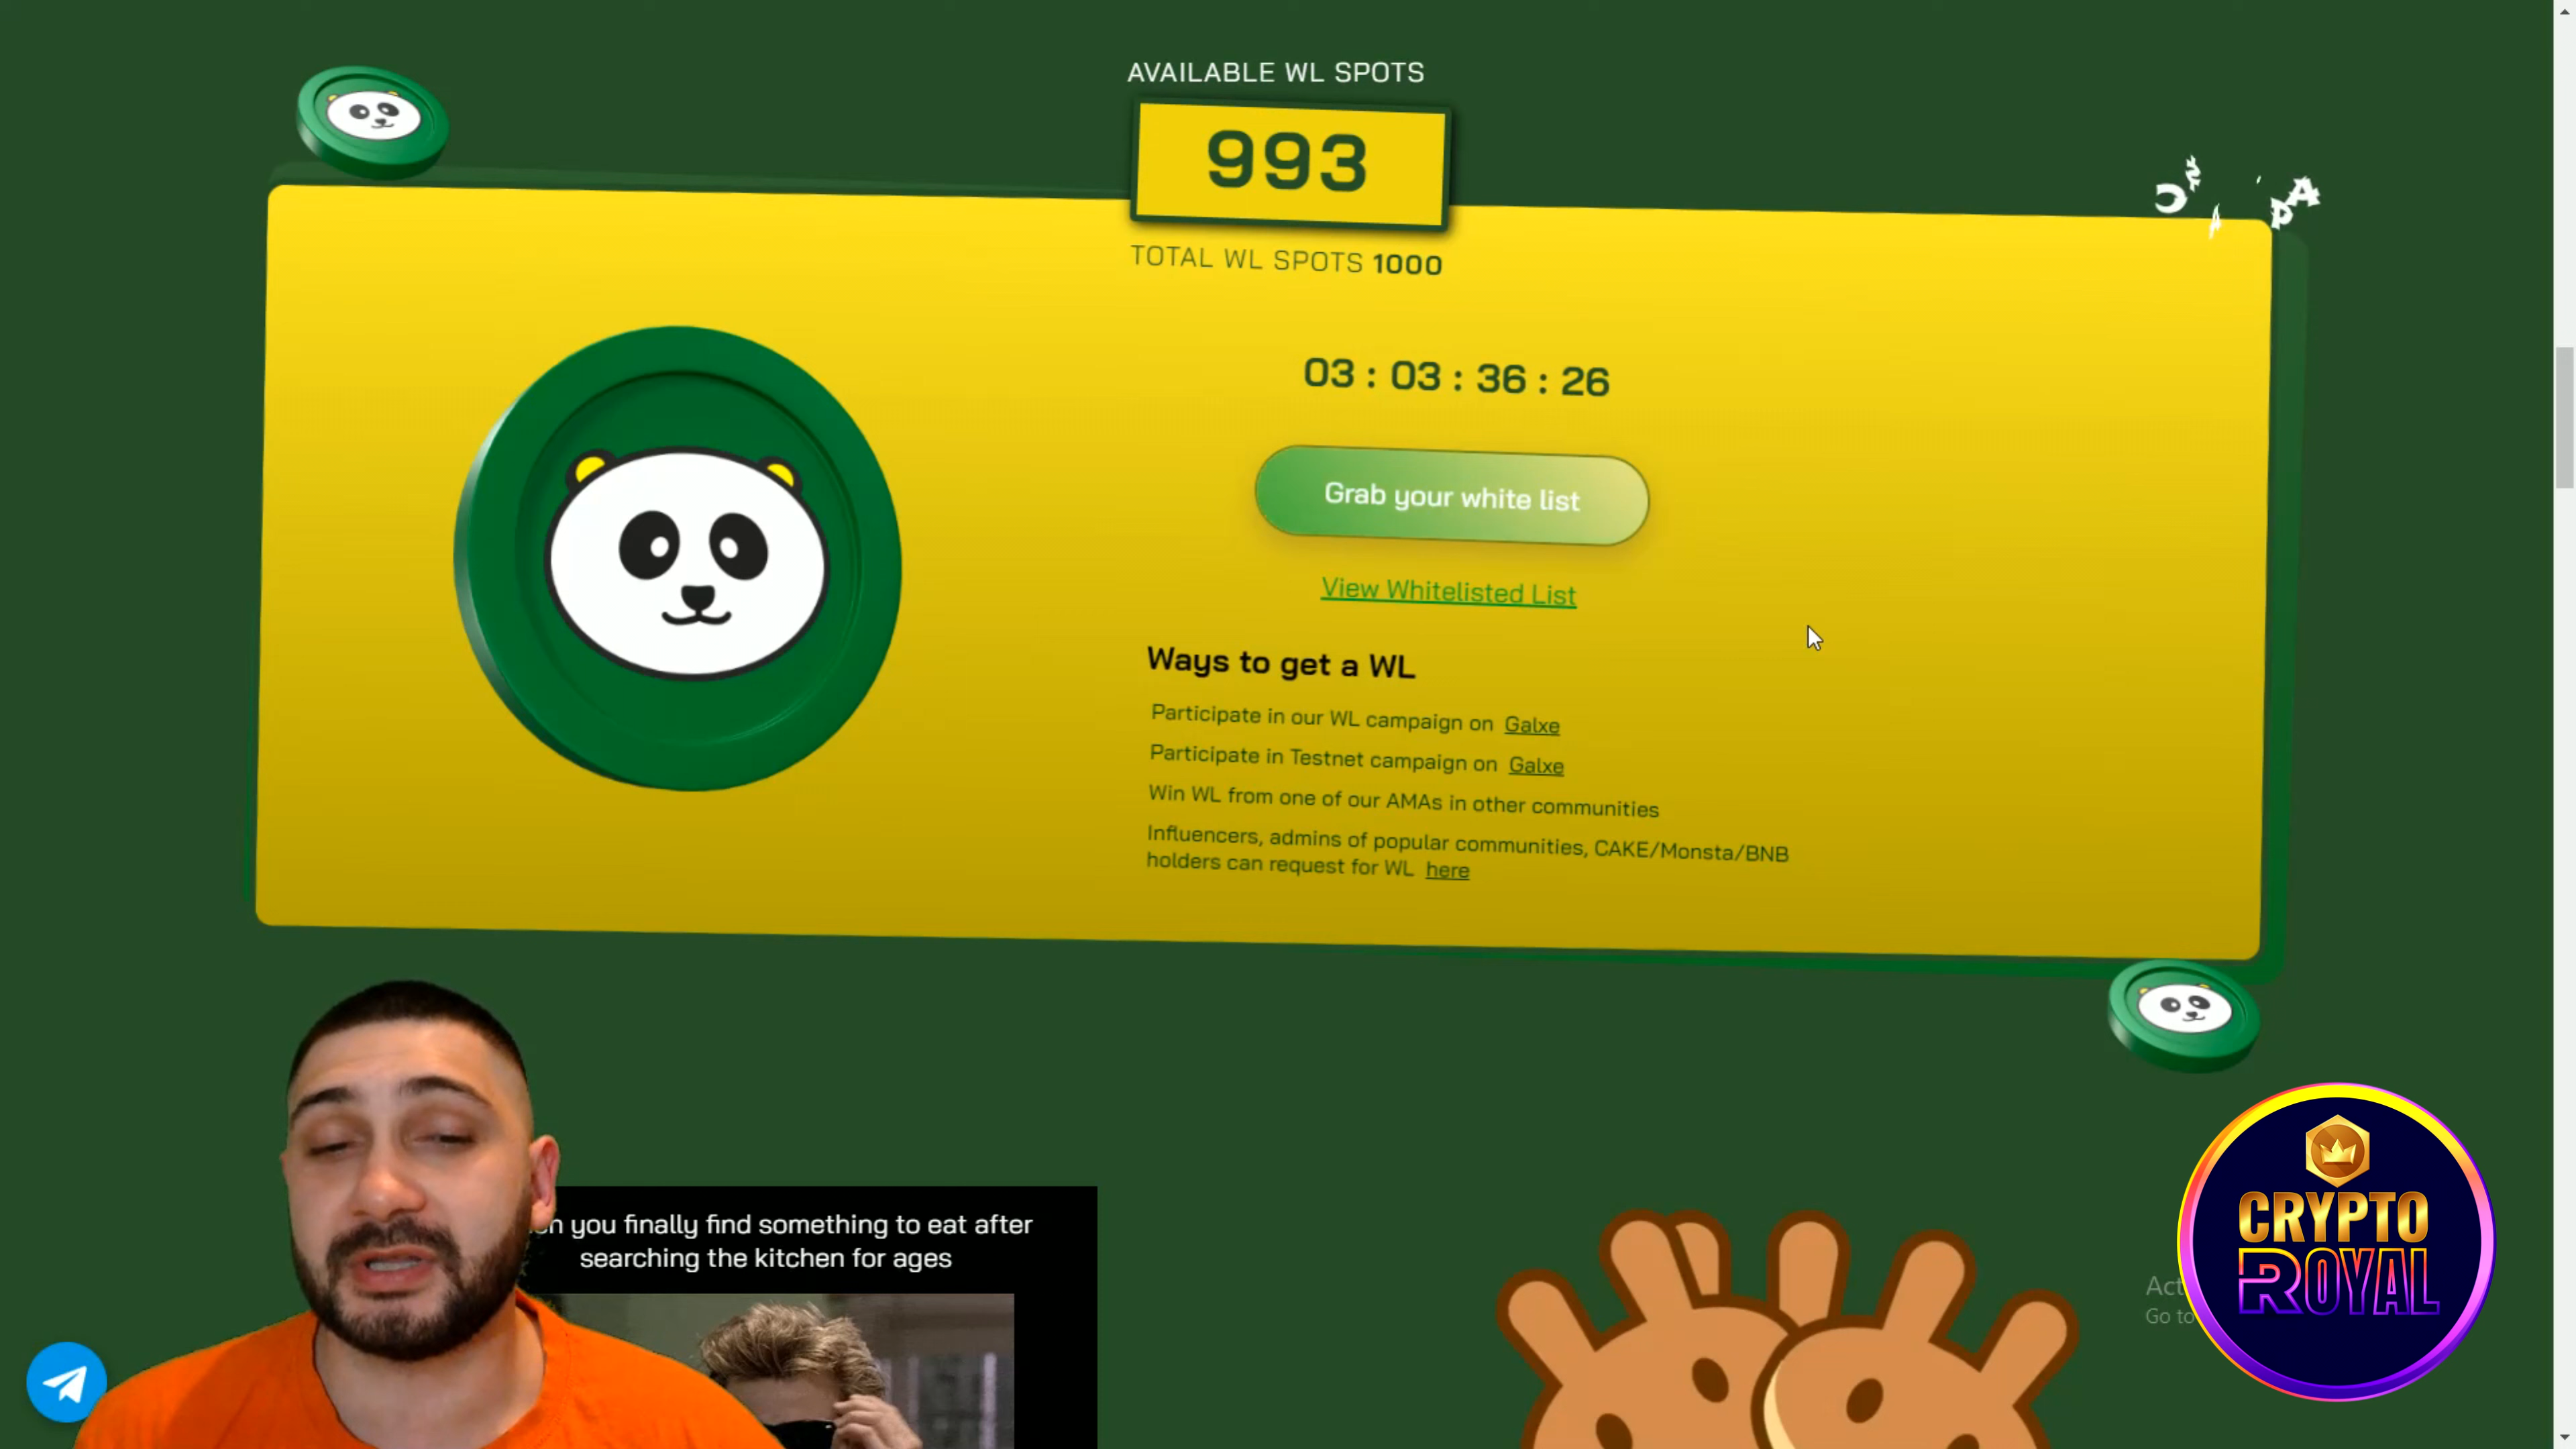 AVAILABLE WL SPOTS
993
TOTAL WL SPOTS 1000
03 : 03 : 36 : 26
Grab your white list
View Whitelisted List
Ways to get a WL
Participate in our WL campaign on Galxe
Participate in Testnet campaign on Galxe
Win WL from one of our AMAs in other communities
Influencers, admins of popular communities, CAKE/Monsta/BNB
holders can request for WL here
you finally find something to eat after
searching the kitchen for ages
Go to
CRYPTO
ROYAL